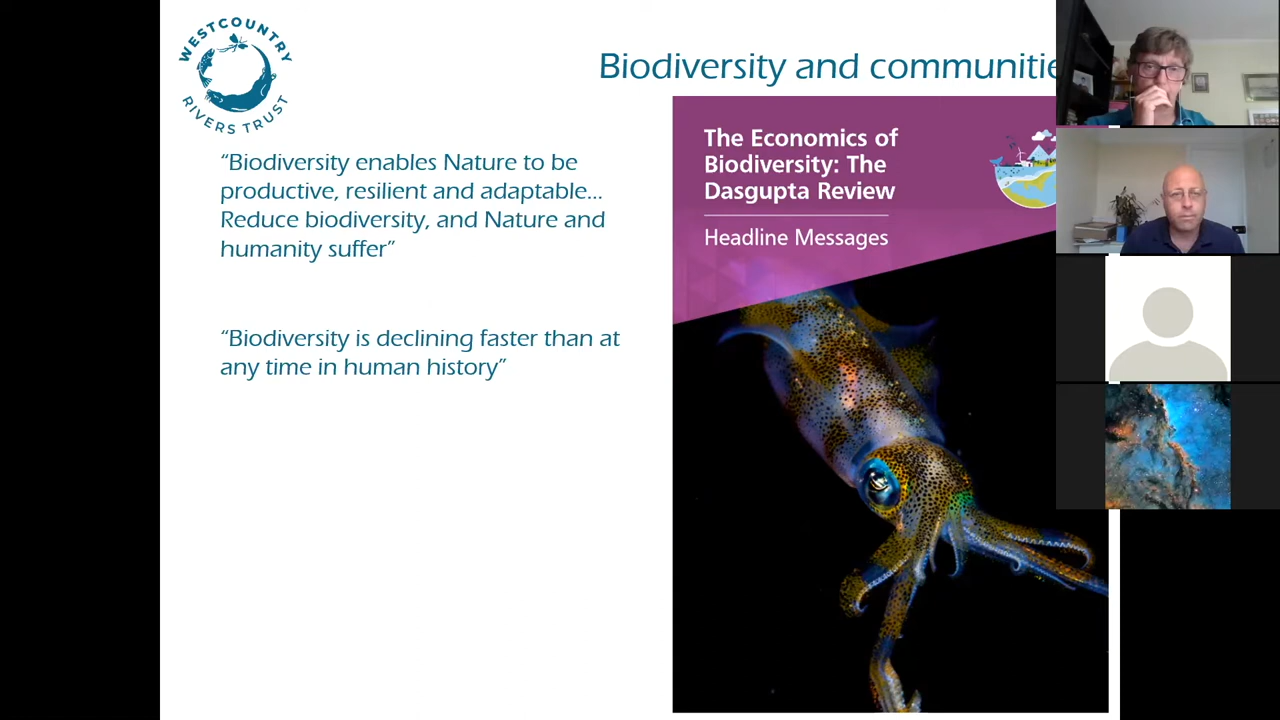 WESTCOUNTRY
RIVERS TRUST
Biodiversity and communitie
“Biodiversity enables Nature to be
productive, resilient and adaptable...
Reduce biodiversity, and Nature and
humanity suffer”
“Biodiversity is declining faster than at
any time in human history”
The Economics of
Biodiversity: The
Dasgupta Review
Headline Messages